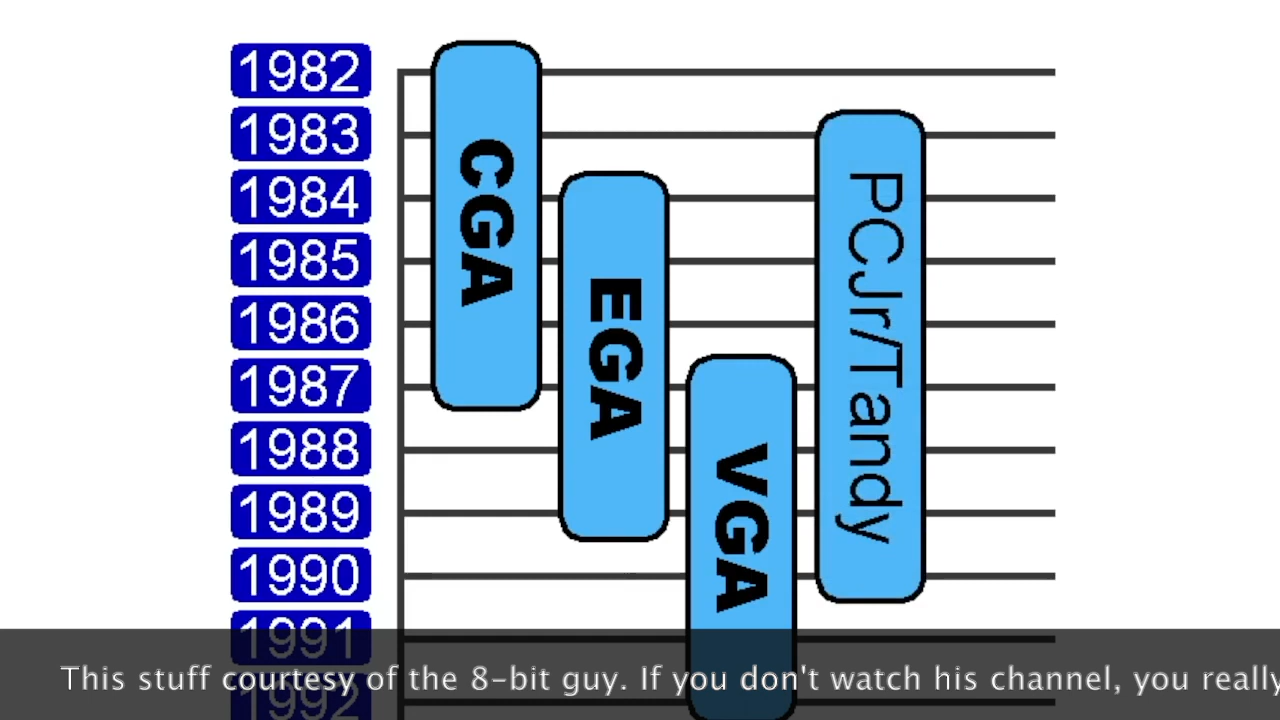 1982
1983
1984
1985
1986
1987
1988
1989
1990
1991
1992
CGA
EGA
VGA
PCJr/Tandy
This stuff courtesy of the 8-bit guy. If you don't watch his channel, you really